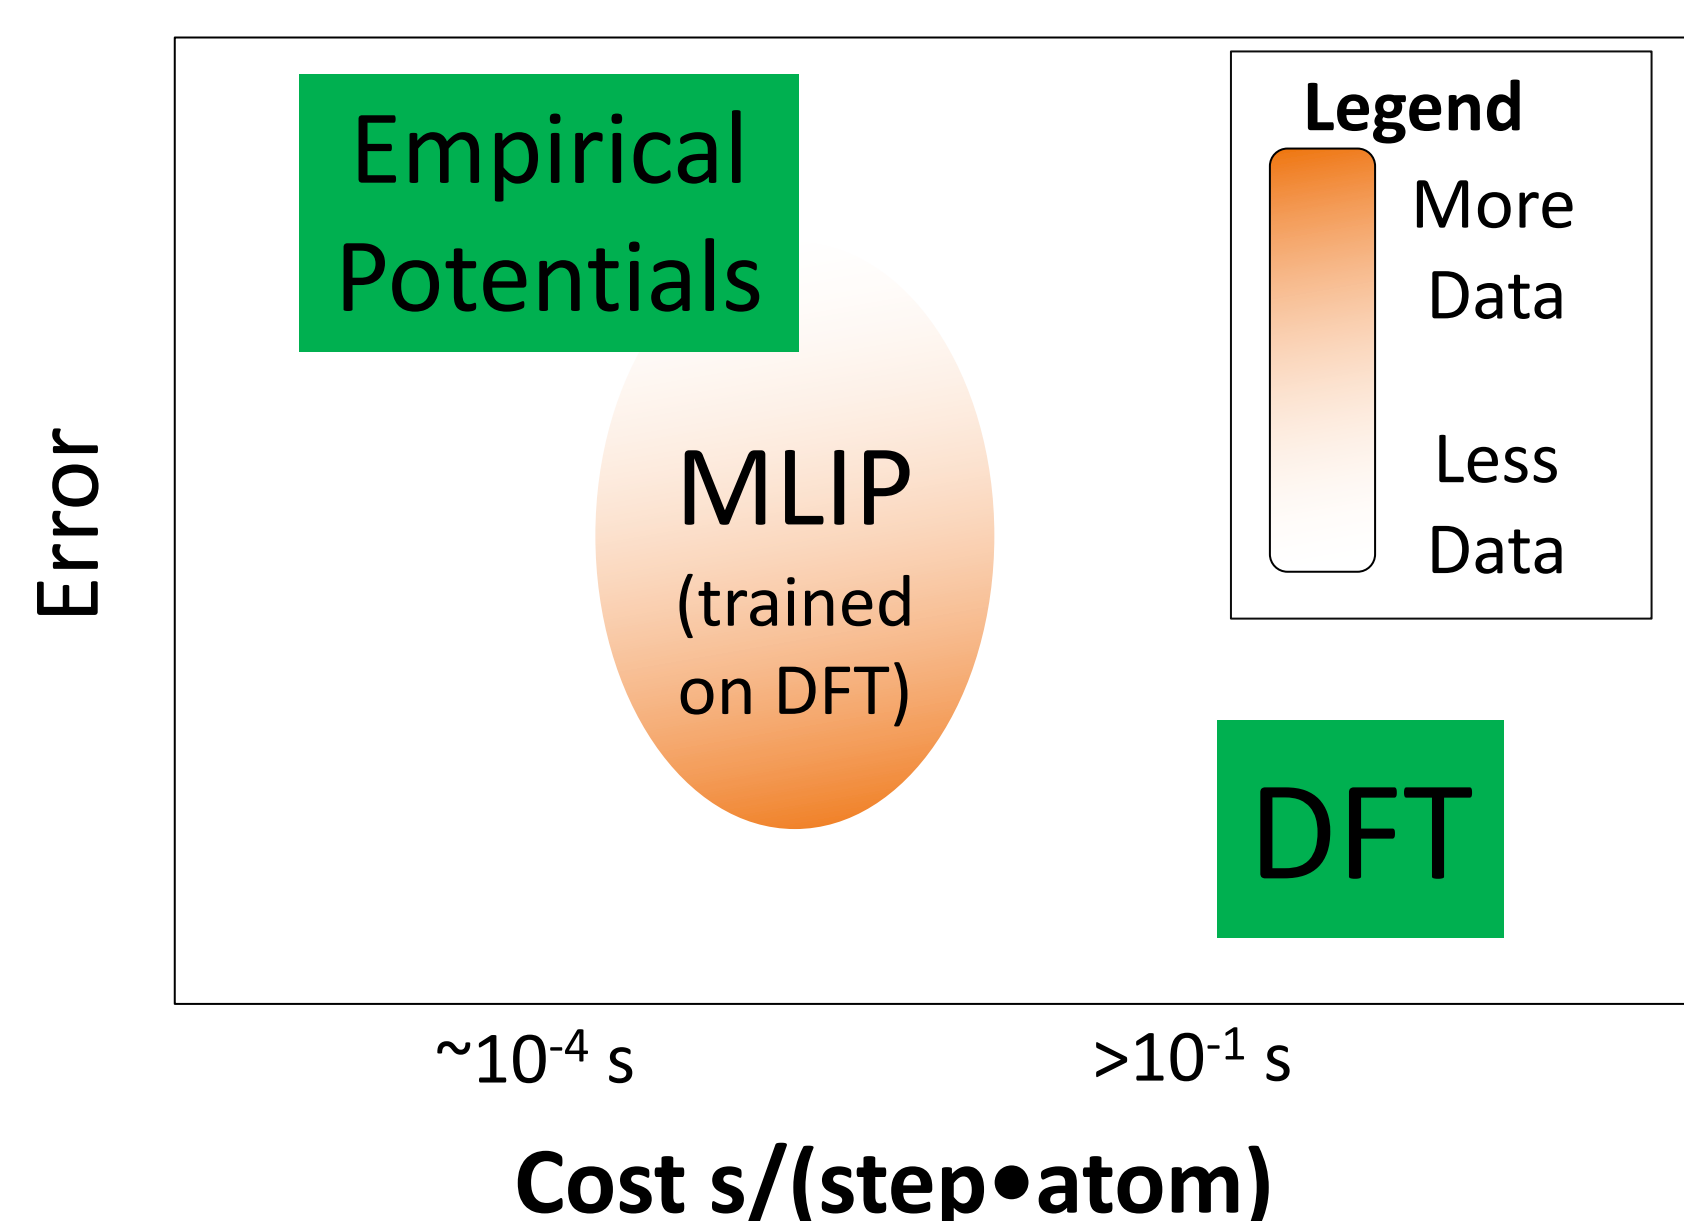 Empirical
Potentials
Legend
More
Data
Less
Data
Error
MLIP
(trained
on DFT)
DFT
~10⁻⁴ s
>10⁻¹ s
Cost s/(step•atom)